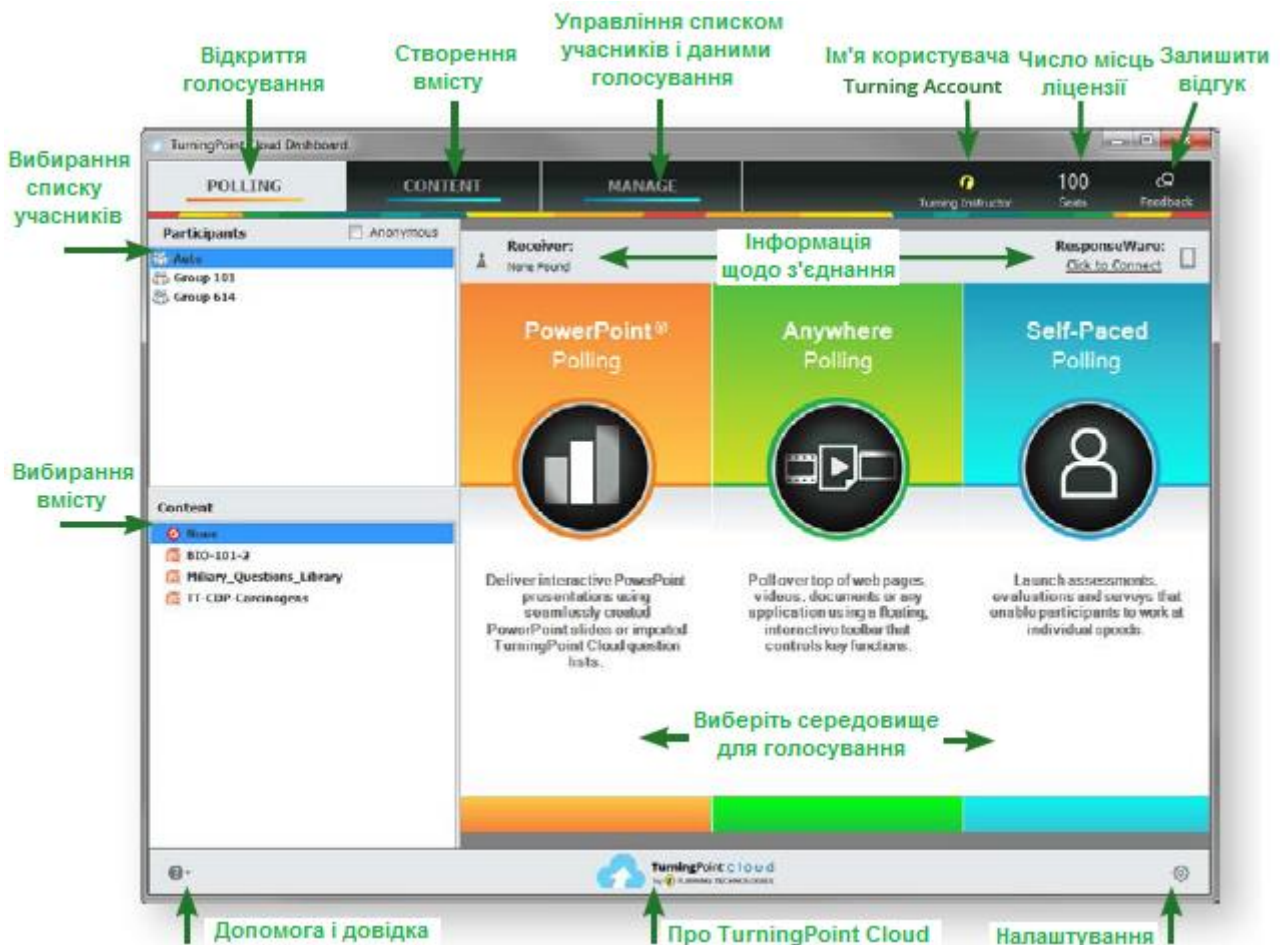 Управління списком
учасників і даними
голосування
Відкриття
голосування
Створення
вмісту
Ім'я користувача
Turning Account
Число місць
ліцензії
Залишити
відгук
Вибирання
списку
учасників
TurningPoint Cloud Dashboard
POLLING
CONTENT
MANAGE
Turning Instructor
100
Seats
Feedback
Participants
Anonymous
Auto
Group 101
Group 614
Receiver:
None Found
Інформація
щодо з'єднання
ResponseWare:
Click to Connect
PowerPoint®
Polling
Anywhere
Polling
Self-Paced
Polling
Вибирання
вмісту
Content
None
BIO-101-3
Miliary_Questions_Library
TT-CDP-Carcinogens
Deliver interactive PowerPoint
presentations using
seamlessly created
PowerPoint slides or imported
TurningPoint Cloud question
lists.
Poll over top of web pages,
videos, documents or any
application using a floating,
interactive toolbar that
controls key functions.
Launch assessments,
evaluations and surveys that
enable participants to work at
individual speeds.
Виберіть середовище
для голосування
TurningPoint cloud
by TURNING TECHNOLOGIES
Допомога і довідка
Про TurningPoint Cloud
Налаштування